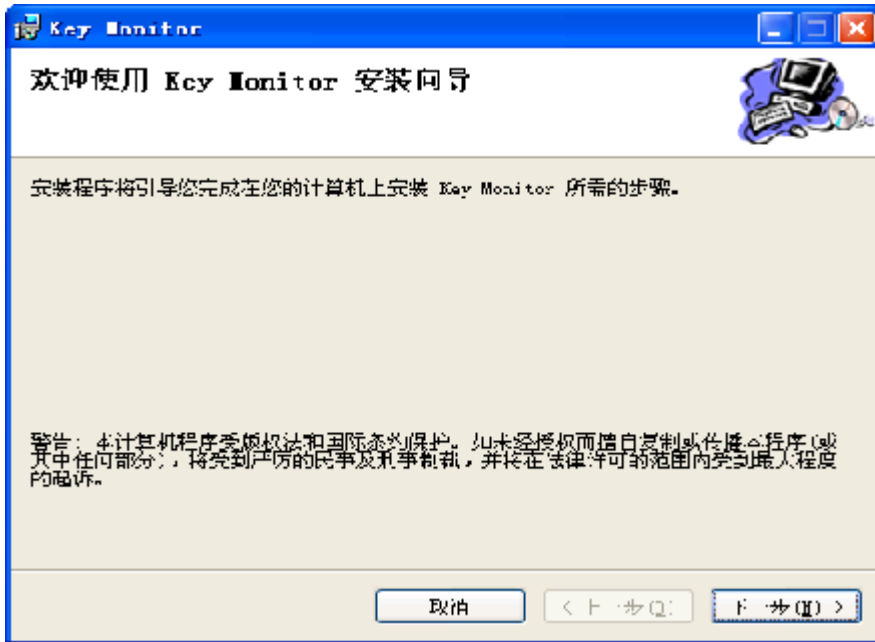 Key Monitor
欢迎使用 Key Monitor 安装向导
安装程序将引导您完成在您的计算机上安装 Key Monitor 所需的步骤。
警告: 本计算机程序受版权法和国际条约保护。如未经授权而擅自复制或传播本程序(或
其中任何部分), 将受到严厉的民事及刑事制裁, 并将在法律许可的范围内受到最大程度
的起诉。
取消
< 上一步(P)
下一步(N) >